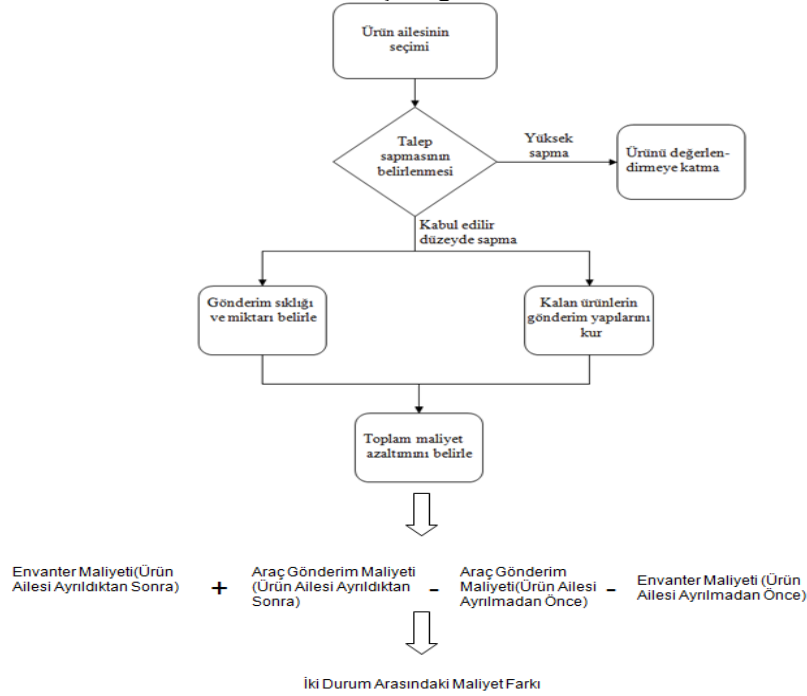 Ürün ailesinin
seçimi
Talep
sapmasının
belirlenmesi
Yüksek
sapma
Ürünü değerlen-
dirmeye katma
Kabul edilir
düzeyde sapma
Gönderim sıklığı
ve miktarı belirle
Kalan ürünlerin
gönderim yapılarını
kur
Toplam maliyet
azaltımını belirle
Envanter Maliyeti(Ürün
Ailesi Ayrıldıktan Sonra)
+
Araç Gönderim Maliyeti
(Ürün Ailesi Ayrıldıktan
Sonra)
-
Araç Gönderim
Maliyeti(Ürün Ailesi
Ayrılmadan Önce)
-
Envanter Maliyeti (Ürün
Ailesi Ayrılmadan Önce)
İki Durum Arasındaki Maliyet Farkı